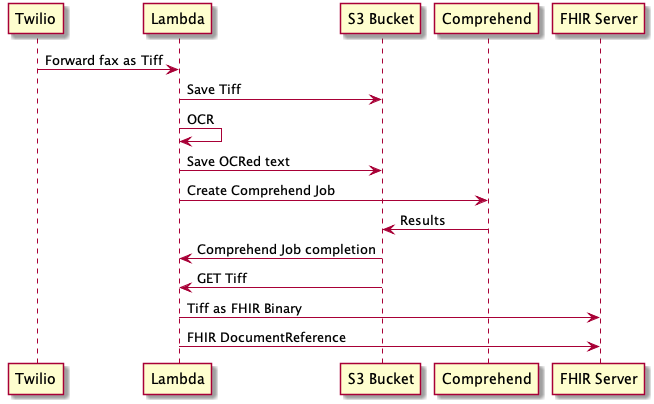 Twilio Lambda S3 Bucket Comprehend FHIR Server
Forward fax as Tiff
Save Tiff
OCR
Save OCRed text
Create Comprehend Job
Results
Comprehend Job completion
GET Tiff
Tiff as FHIR Binary
FHIR DocumentReference
Twilio Lambda S3 Bucket Comprehend FHIR Server